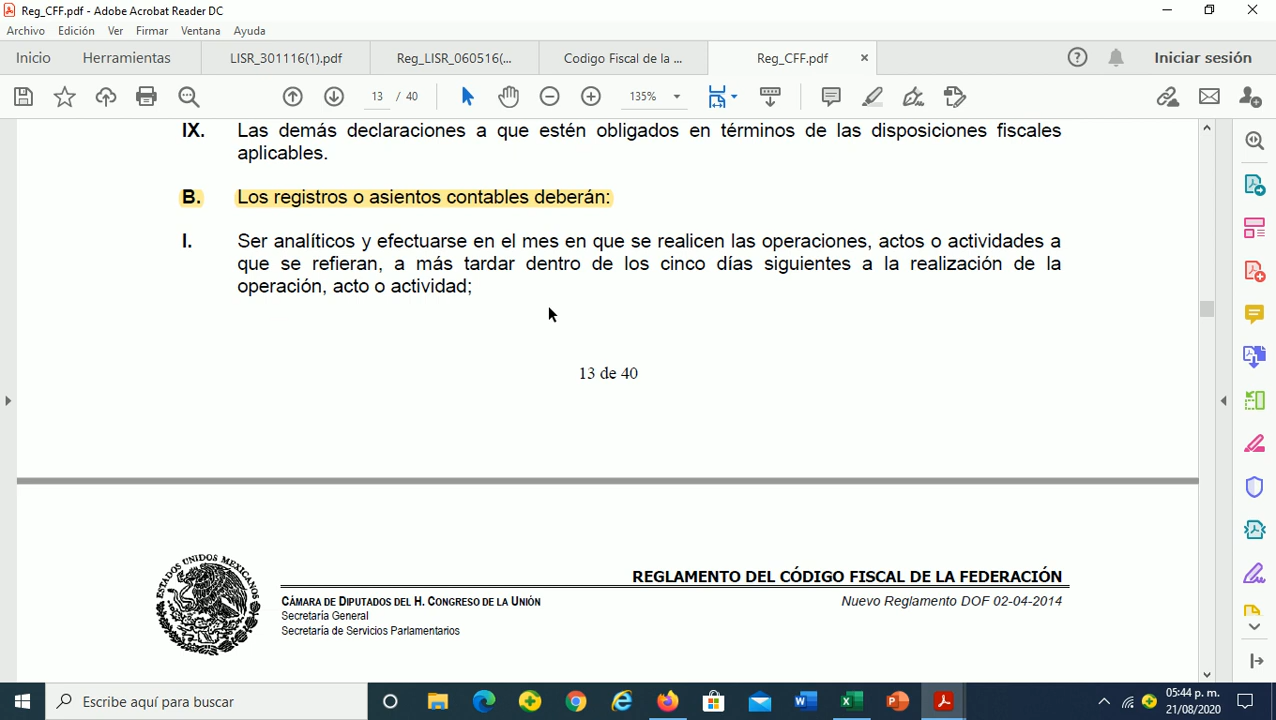 Reg_CFF.pdf - Adobe Acrobat Reader DC
Archivo Edición Ver Firmar Ventana Ayuda
Inicio Herramientas LISR_301116(1).pdf Reg_LISR_060516(... Codigo Fiscal de la ... Reg_CFF.pdf Iniciar sesión
13 / 40 135%
IX. Las demás declaraciones a que estén obligados en términos de las disposiciones fiscales
aplicables.
B. Los registros o asientos contables deberán:
I. Ser analíticos y efectuarse en el mes en que se realicen las operaciones, actos o actividades a
que se refieran, a más tardar dentro de los cinco días siguientes a la realización de la
operación, acto o actividad;
13 de 40
ESTADOS UNIDOS MEXICANOS
REGLAMENTO DEL CÓDIGO FISCAL DE LA FEDERACIÓN
CÁMARA DE DIPUTADOS DEL H. CONGRESO DE LA UNIÓN
Nuevo Reglamento DOF 02-04-2014
Secretaría General
Secretaría de Servicios Parlamentarios
Escribe aquí para buscar
05:44 p. m.
21/08/2020